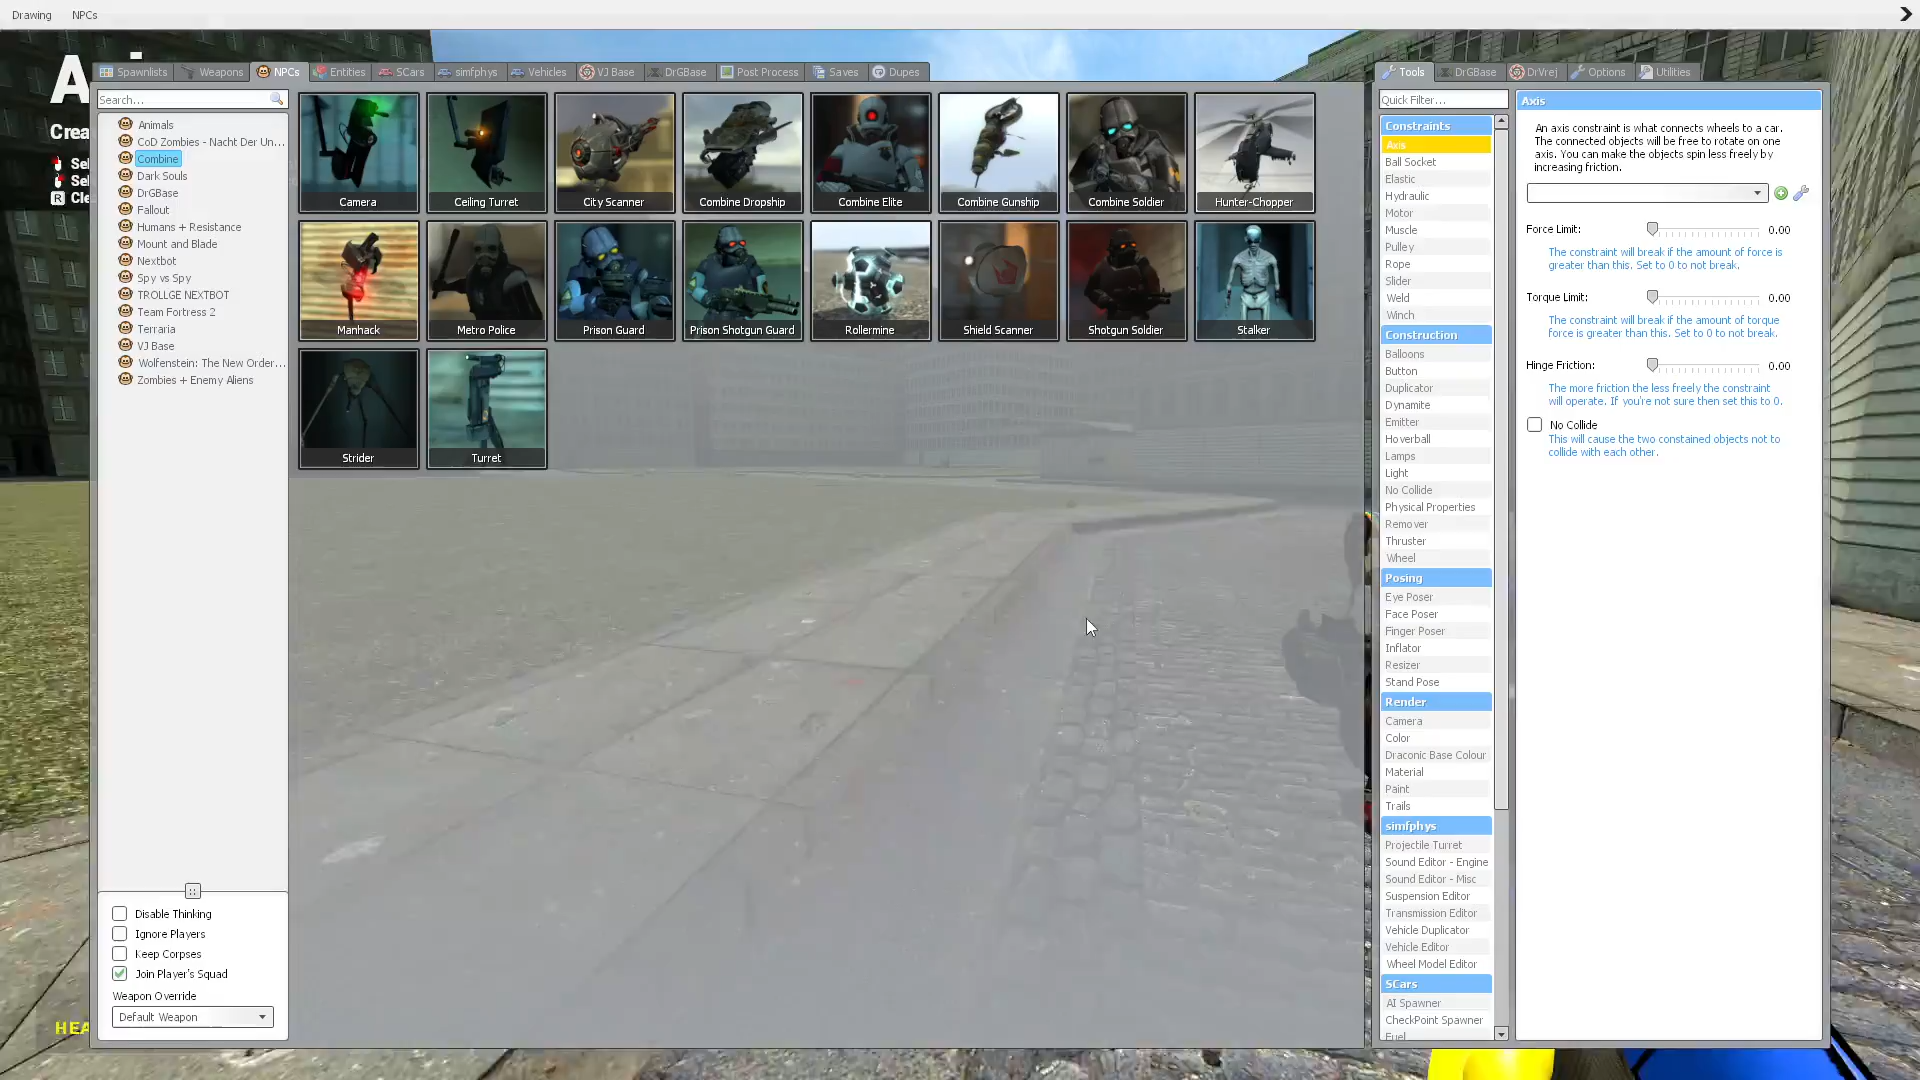 Drawing NPCs
Spawnlists Weapons NPCs Entities SCars simfphys Vehicles VJ Base DrGBase Post Process Saves Dupes
Tools DrGBase DrVrej Options Utilities
A
Crea
Sel
Sel
R Cle
HEA
Search...
Animals
CoD Zombies - Nacht Der Un...
Combine
Dark Souls
DrGBase
Fallout
Humans + Resistance
Mount and Blade
Nextbot
Spy vs Spy
TROLLGE NEXTBOT
Team Fortress 2
Terraria
VJ Base
Wolfenstein: The New Order...
Zombies + Enemy Aliens
Disable Thinking
Ignore Players
Keep Corpses
Join Player's Squad
Weapon Override
Default Weapon
Camera
Ceiling Turret
City Scanner
Combine Dropship
Combine Elite
Combine Gunship
Combine Soldier
Hunter-Chopper
Manhack
Metro Police
Prison Guard
Prison Shotgun Guard
Rollermine
Shield Scanner
Shotgun Soldier
Stalker
Strider
Turret
Quick Filter...
Constraints
Axis
Ball Socket
Elastic
Hydraulic
Motor
Muscle
Pulley
Rope
Slider
Weld
Winch
Construction
Balloons
Button
Duplicator
Dynamite
Emitter
Hoverball
Lamps
Light
No Collide
Physical Properties
Remover
Thruster
Wheel
Posing
Eye Poser
Face Poser
Finger Poser
Inflator
Resizer
Stand Pose
Render
Camera
Color
Draconic Base Colour
Material
Paint
Trails
simfphys
Projectile Turret
Sound Editor - Engine
Sound Editor - Misc
Suspension Editor
Transmission Editor
Vehicle Duplicator
Vehicle Editor
Wheel Model Editor
SCars
AI Spawner
CheckPoint Spawner
Fuel
Axis
An axis constraint is what connects wheels to a car.
The connected objects will be free to rotate on one
axis. You can make the objects spin less freely by
increasing friction.
Force Limit: 0.00
The constraint will break if the amount of force is
greater than this. Set to 0 to not break.
Torque Limit: 0.00
The constraint will break if the amount of torque
force is greater than this. Set to 0 to not break.
Hinge Friction: 0.00
The more friction the less freely the constraint
will operate. If you're not sure then set this to 0.
No Collide
This will cause the two constained objects not to
collide with each other.